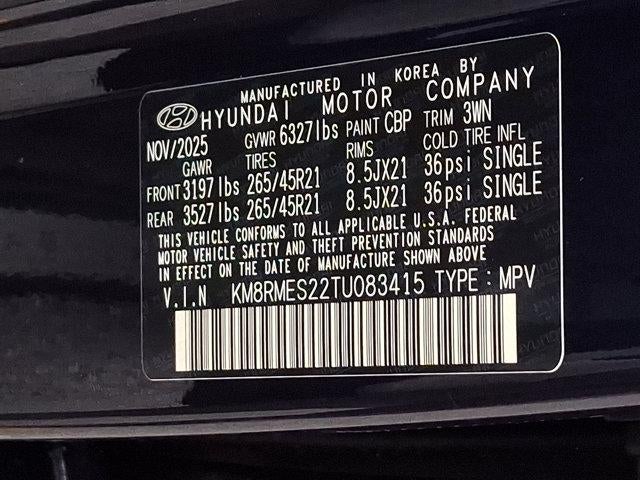 MANUFACTURED IN KOREA BY
HYUNDAI MOTOR COMPANY
NOV/2025 GVWR 6327lbs PAINT CBP TRIM 3WN
GAWR TIRES RIMS COLD TIRE INFL
FRONT 3197lbs 265/45R21 8.5JX21 36psi SINGLE
REAR 3527lbs 265/45R21 8.5JX21 36psi SINGLE
THIS VEHICLE CONFORMS TO ALL APPLICABLE U.S.A. FEDERAL
MOTOR VEHICLE SAFETY AND THEFT PREVENTION STANDARDS
IN EFFECT ON THE DATE OF MANUFACTURE SHOWN ABOVE.
V.I.N KM8RMES22TU083415 TYPE : MPV